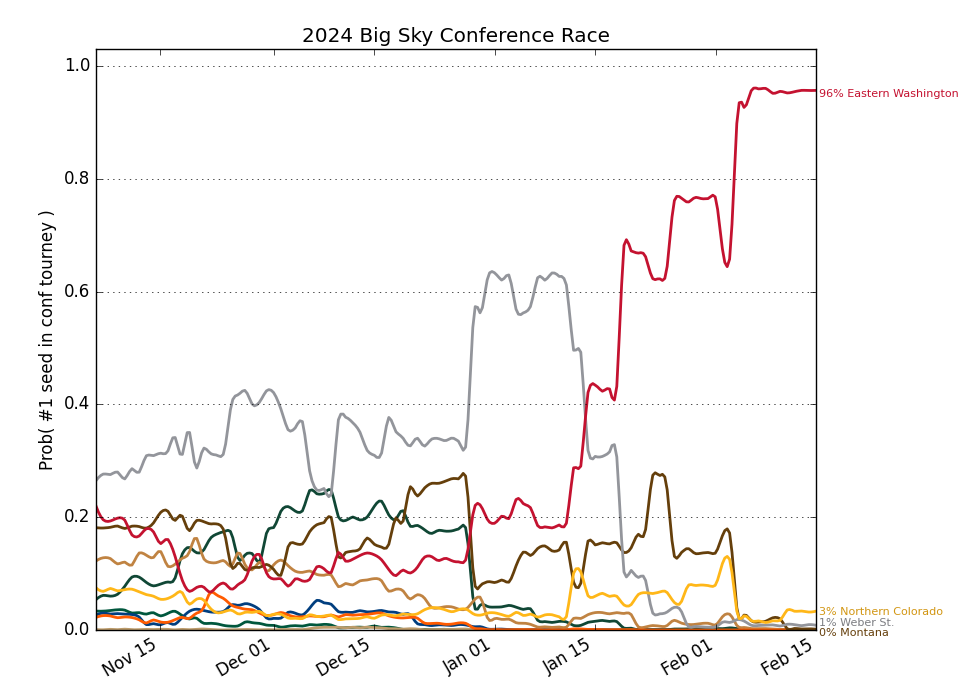 2024 Big Sky Conference Race
Prob( #1 seed in conf tourney )
1.0
0.8
0.6
0.4
0.2
0.0
Nov 15
Dec 01
Dec 15
Jan 01
Jan 15
Feb 01
Feb 15
96% Eastern Washington
3% Northern Colorado
1% Weber St.
0% Montana